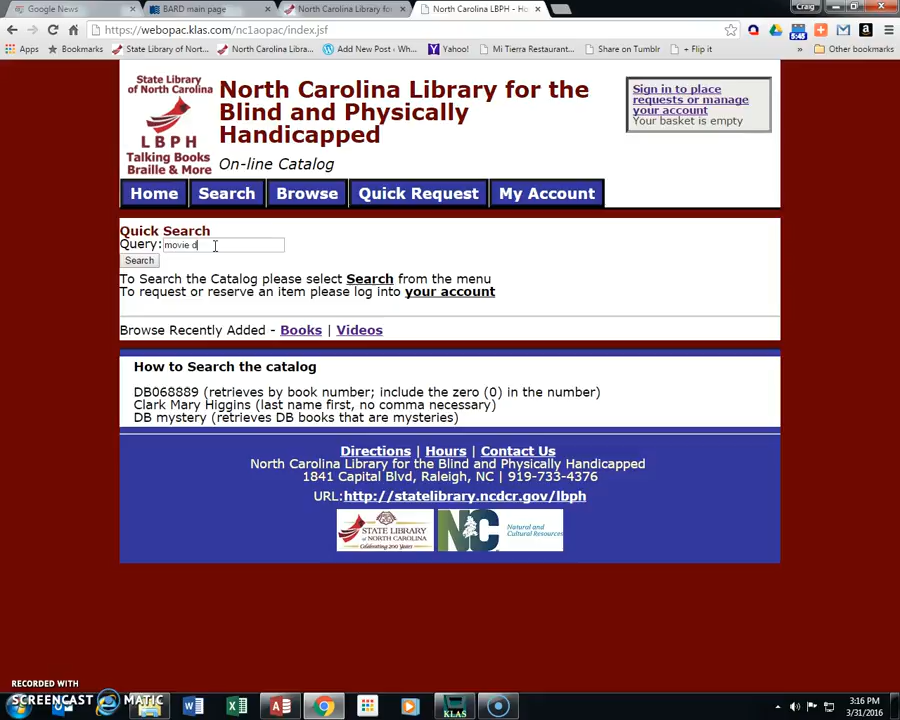 Google News
BARD main page
North Carolina Library for
North Carolina LBPH - Ho
Craig
https://webopac.klas.com/nc1aopac/index.jsf
5:45
Apps
State Library of Nort...
North Carolina Libra...
Add New Post ‹ Wh...
Yahoo!
Mi Tierra Restaurant...
Share on Tumblr
+ Flip it
»
Other bookmarks
State Library
of North Carolina
LBPH
Talking Books
Braille & More
North Carolina Library for the
Blind and Physically
Handicapped
On-line Catalog
Sign in to place
requests or manage
your account
Your basket is empty
Home Search Browse Quick Request My Account
Quick Search
Query: movie d
Search
To Search the Catalog please select Search from the menu
To request or reserve an item please log into your account
Browse Recently Added - Books | Videos
How to Search the catalog
DB068889 (retrieves by book number; include the zero (0) in the number)
Clark Mary Higgins (last name first, no comma necessary)
DB mystery (retrieves DB books that are mysteries)
Directions | Hours | Contact Us
North Carolina Library for the Blind and Physically Handicapped
1841 Capital Blvd, Raleigh, NC | 919-733-4376
URL:http://statelibrary.ncdcr.gov/lbph
STATE LIBRARY
OF NORTH CAROLINA
Celebrating 200 Years
NC
Natural and
Cultural Resources
RECORDED WITH
SCREENCAST MATIC
KLAS
3:16 PM
3/31/2016